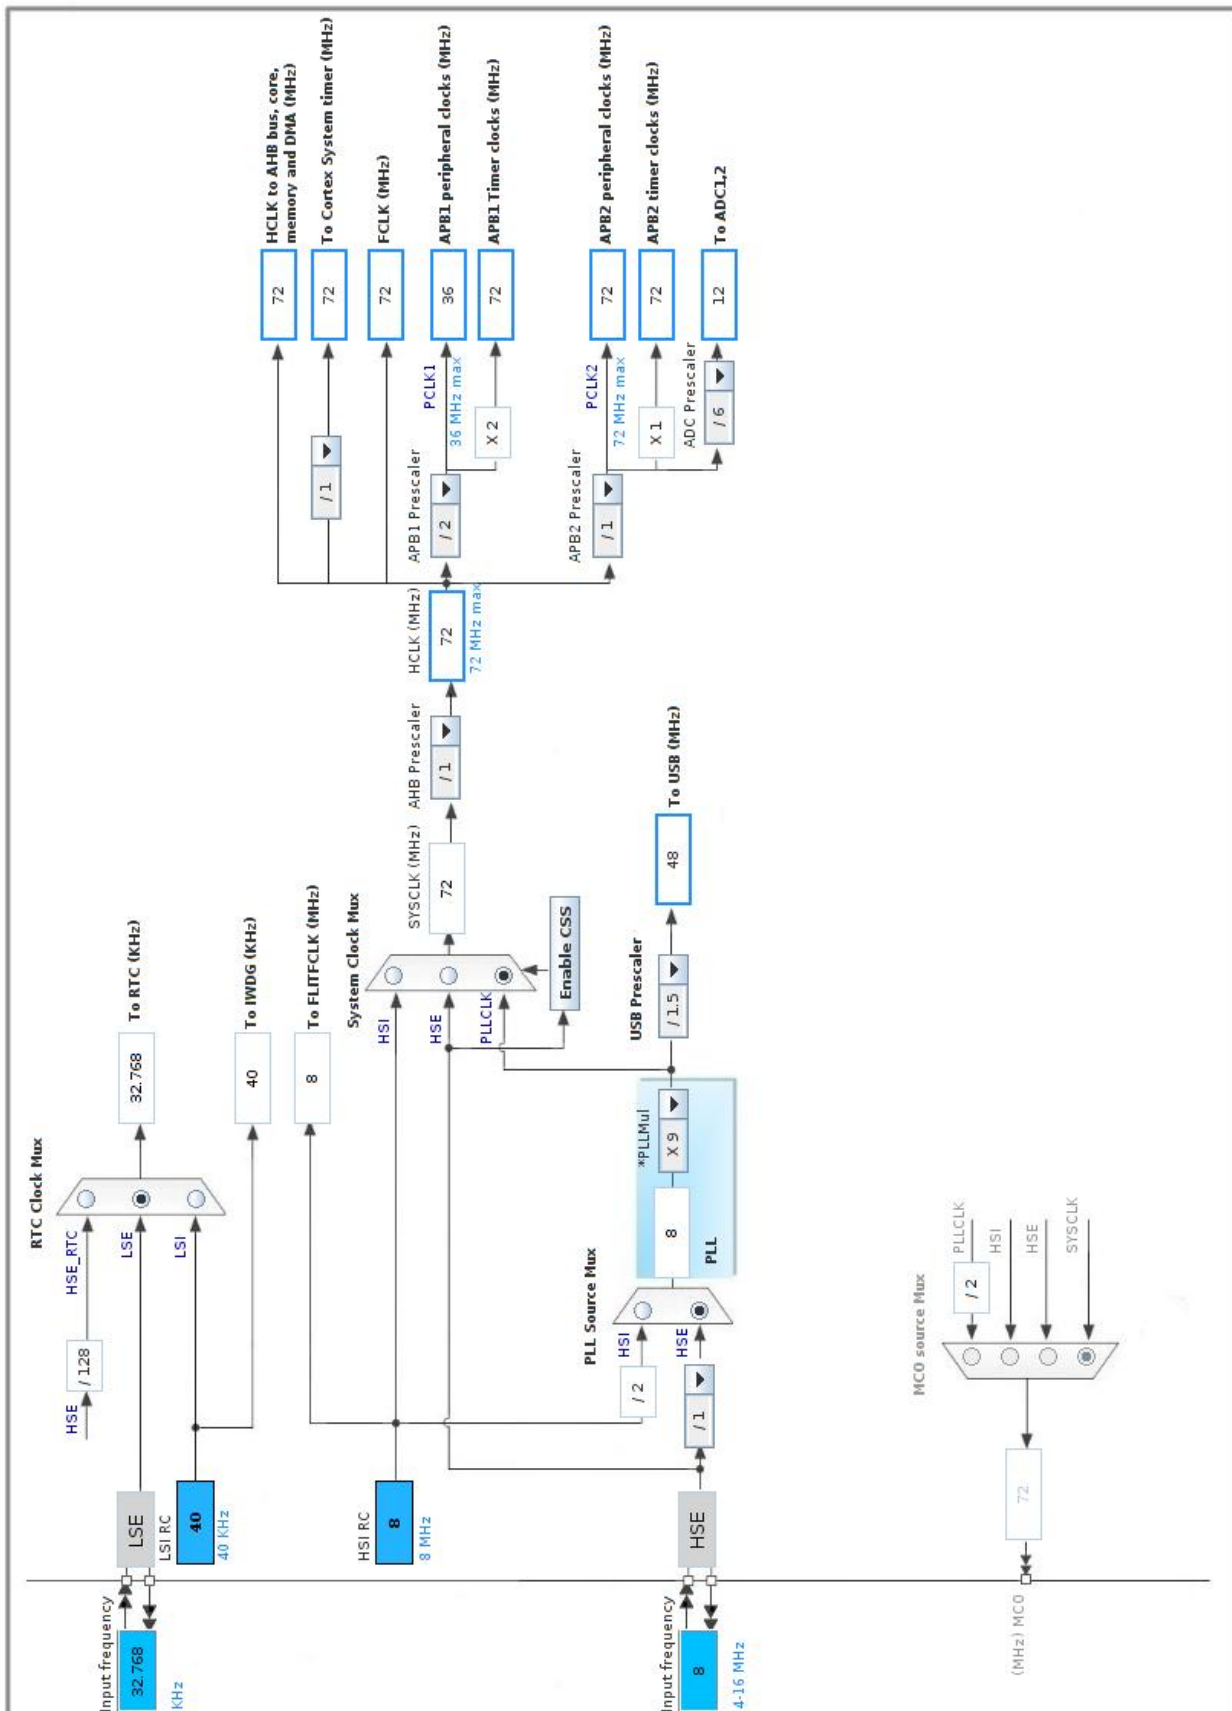 RTC Clock Mux
HSE
/ 128
HSE_RTC
Input frequency
32.768
KHz
LSE
LSE
32.768
To RTC (KHz)
LSI RC
40
40 KHz
LSI
40
To IWDG (KHz)
8
To FLITFCLK (MHz)
HSI RC
8
8 MHz
System Clock Mux
HSI
HSE
PLLCLK
Enable CSS
SYSCLK (MHz)
72
AHB Prescaler
/ 1
HCLK (MHz)
72
72 MHz max
72
HCLK to AHB bus, core,
memory and DMA (MHz)
/ 1
72
To Cortex System timer (MHz)
72
FCLK (MHz)
APB1 Prescaler
/ 2
PCLK1
36 MHz max
36
APB1 peripheral clocks (MHz)
X 2
72
APB1 Timer clocks (MHz)
APB2 Prescaler
/ 1
PCLK2
72 MHz max
72
APB2 peripheral clocks (MHz)
X 1
72
APB2 timer clocks (MHz)
ADC Prescaler
/ 6
12
To ADC1,2
PLL Source Mux
/ 2
HSI
Input frequency
8
4-16 MHz
HSE
/ 1
HSE
8
*PLLMul
X 9
PLL
USB Prescaler
/ 1.5
48
To USB (MHz)
MCO source Mux
(MHz) MCO
72
/ 2
PLLCLK
HSI
HSE
SYSCLK